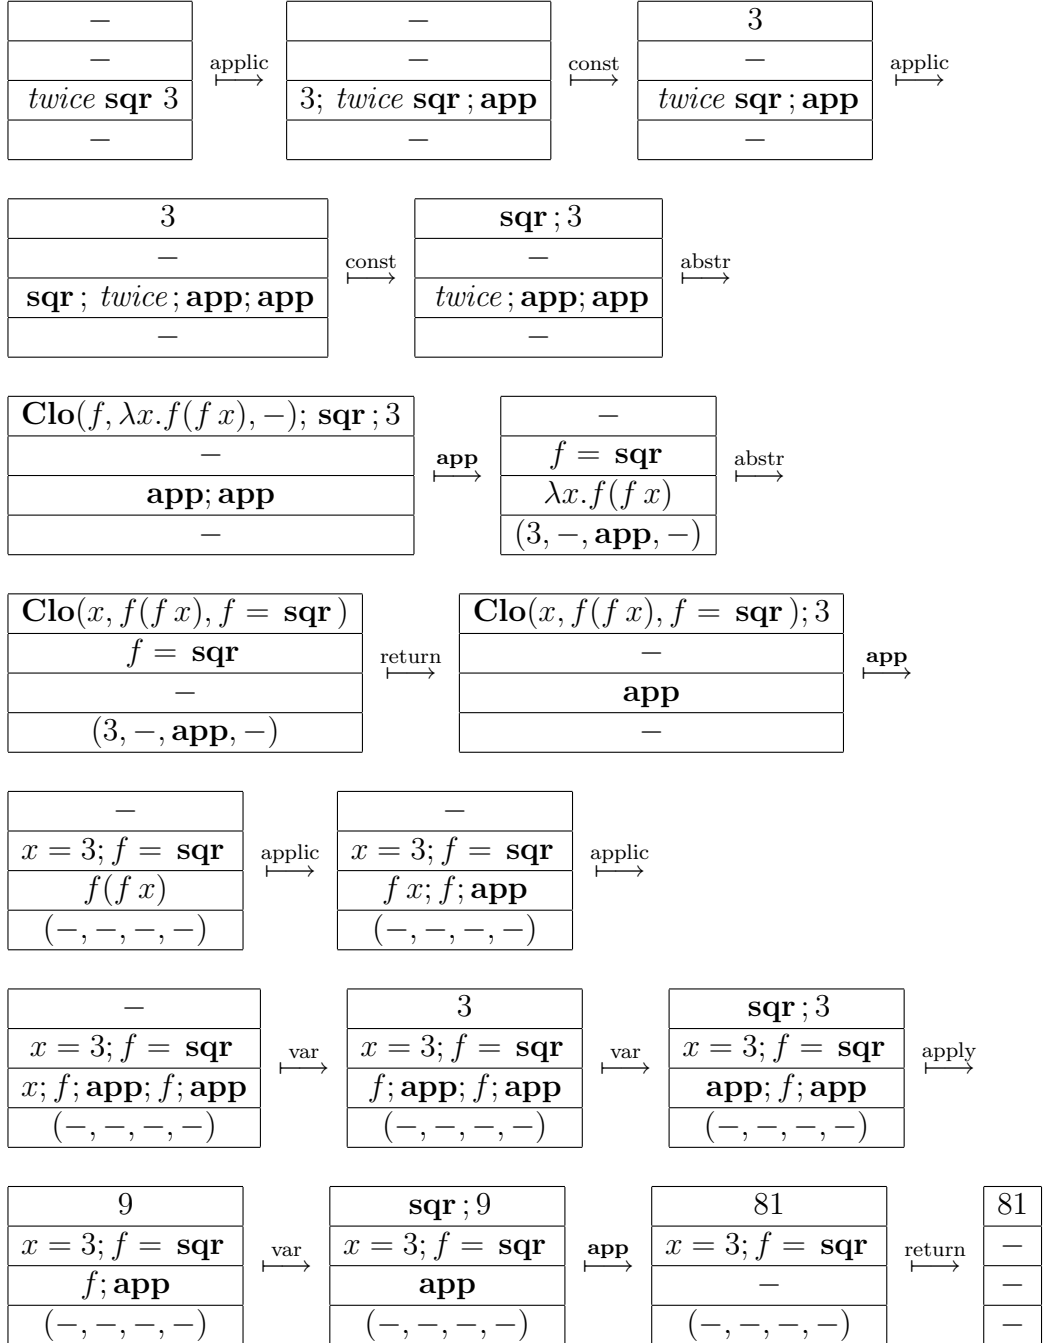 − − 3
− − −
applic const applic
twice sqr 3 3; twice sqr ; app twice sqr ; app
− − −
3 sqr ; 3
− −
const abstr
sqr ; twice ; app; app twice ; app; app
− −
Clo(f, λx.f(f x), −); sqr ; 3 −
− f = sqr
app abstr
app; app λx.f(f x)
− (3, −, app, −)
Clo(x, f(f x), f = sqr ) Clo(x, f(f x), f = sqr ); 3
f = sqr −
return app
− app
(3, −, app, −) −
− −
x = 3; f = sqr x = 3; f = sqr
applic applic
f(f x) f x; f; app
(−, −, −, −) (−, −, −, −)
− 3 sqr ; 3
x = 3; f = sqr x = 3; f = sqr x = 3; f = sqr
var var apply
x; f; app; f; app f; app; f; app app; f; app
(−, −, −, −) (−, −, −, −) (−, −, −, −)
9 sqr ; 9 81 81
x = 3; f = sqr x = 3; f = sqr x = 3; f = sqr −
var app return
f; app app − −
(−, −, −, −) (−, −, −, −) (−, −, −, −) −